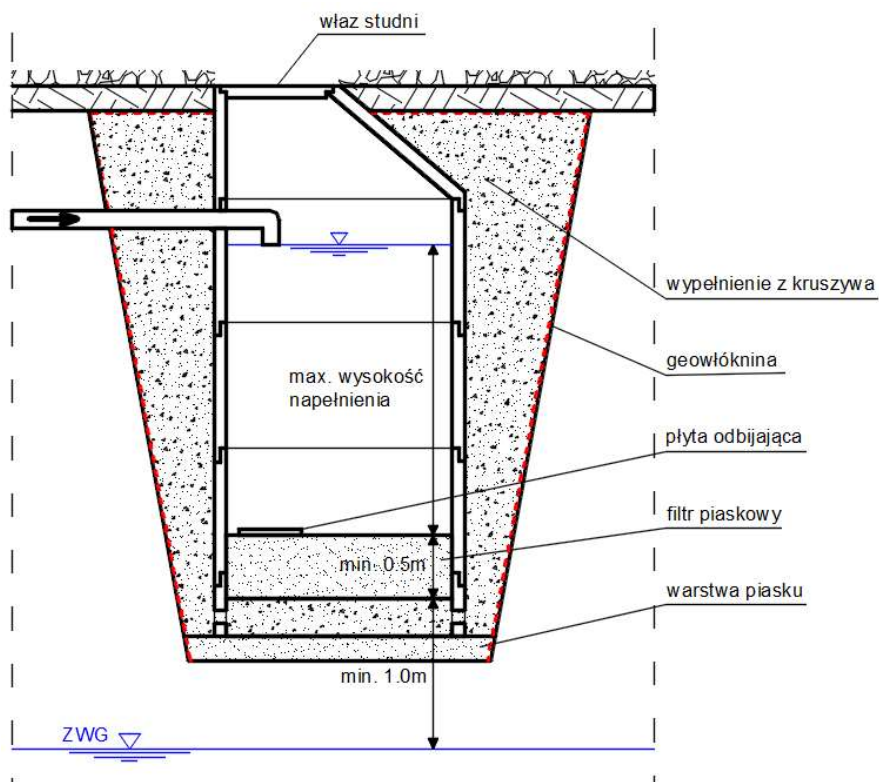 właz studni
wypełnienie z kruszywa
geowłóknina
max. wysokość
napełnienia
płyta odbijająca
filtr piaskowy
min. 0.5m
warstwa piasku
min. 1.0m
ZWG